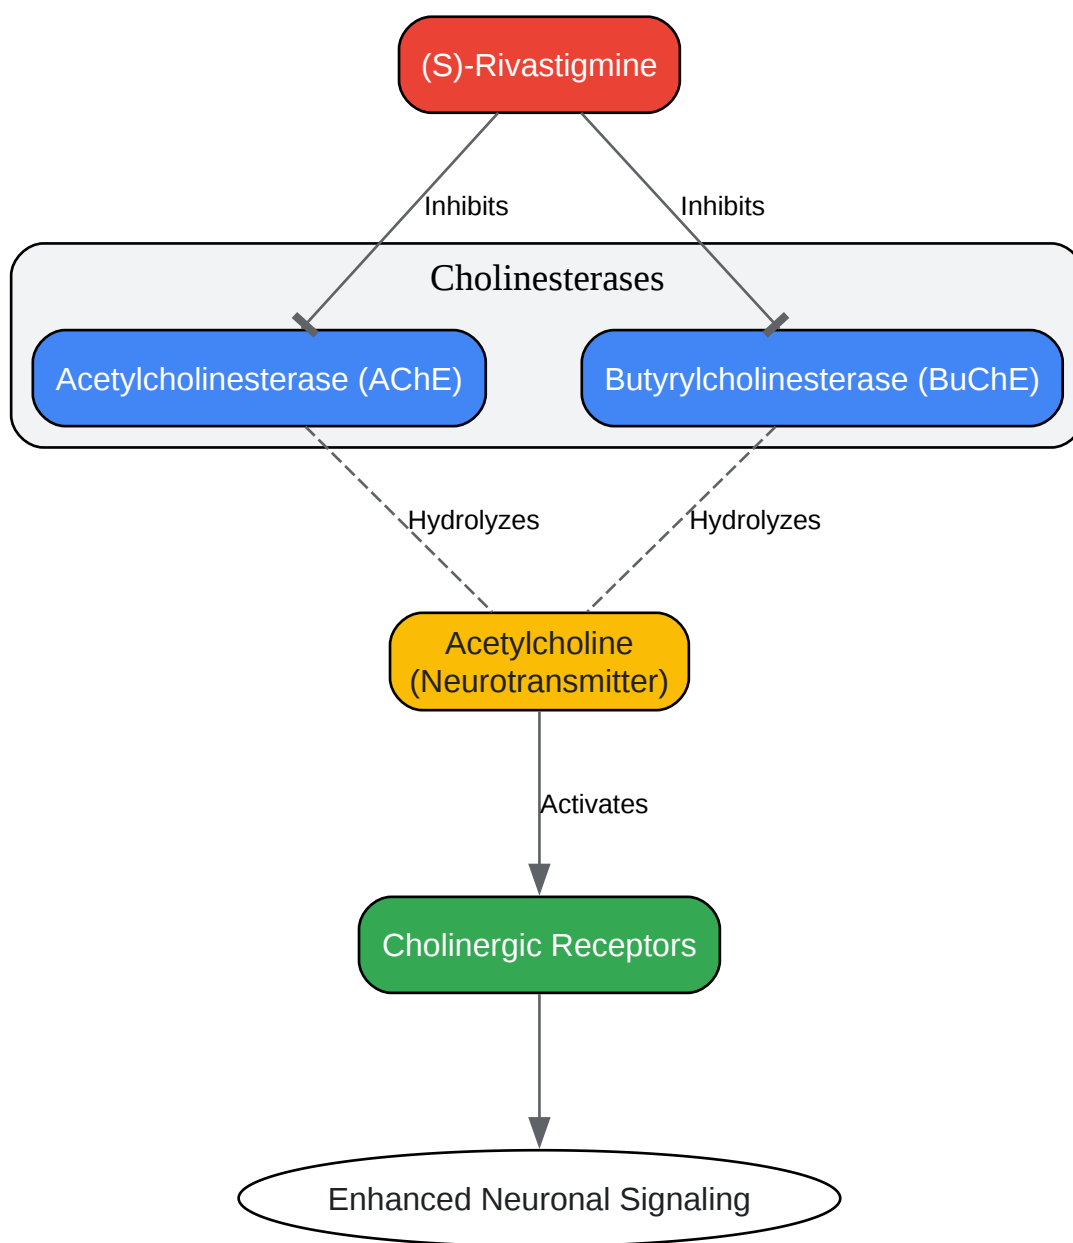 (S)-Rivastigmine
Inhibits
Inhibits
Cholinesterases
Acetylcholinesterase (AChE)
Butyrylcholinesterase (BuChE)
Hydrolyzes
Hydrolyzes
Acetylcholine
(Neurotransmitter)
Activates
Cholinergic Receptors
Enhanced Neuronal Signaling